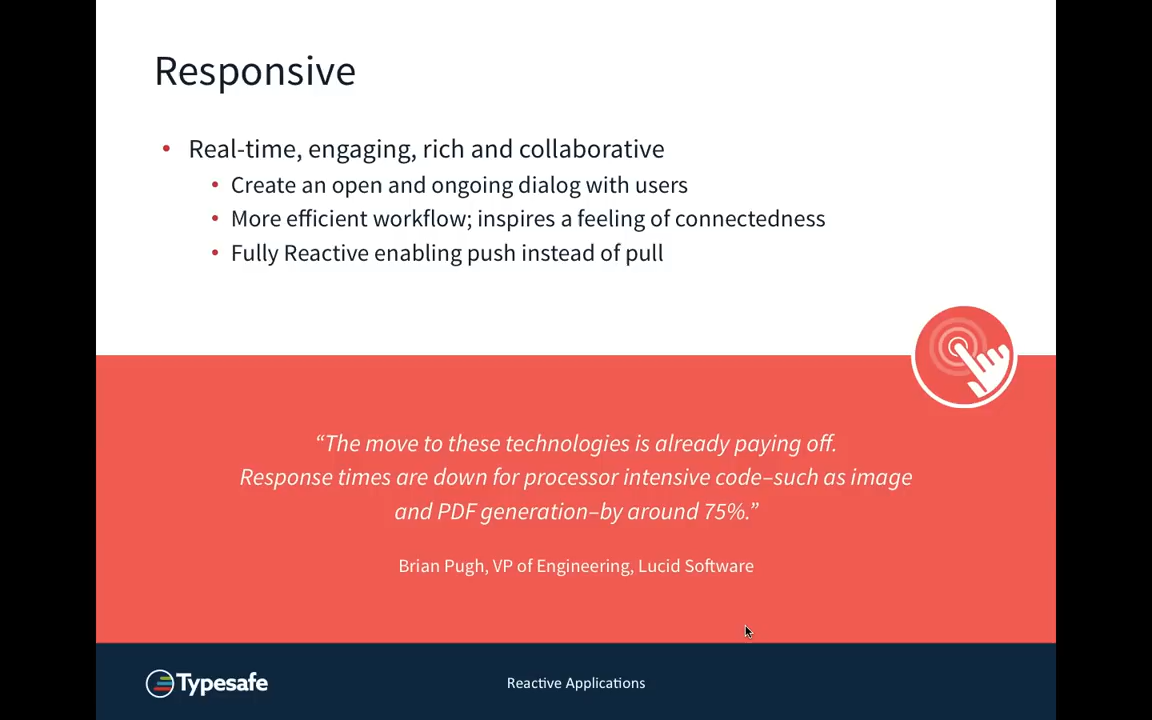 Responsive
• Real-time, engaging, rich and collaborative
• Create an open and ongoing dialog with users
• More efficient workflow; inspires a feeling of connectedness
• Fully Reactive enabling push instead of pull
“The move to these technologies is already paying off.
Response times are down for processor intensive code–such as image
and PDF generation–by around 75%.”
Brian Pugh, VP of Engineering, Lucid Software
Typesafe
Reactive Applications